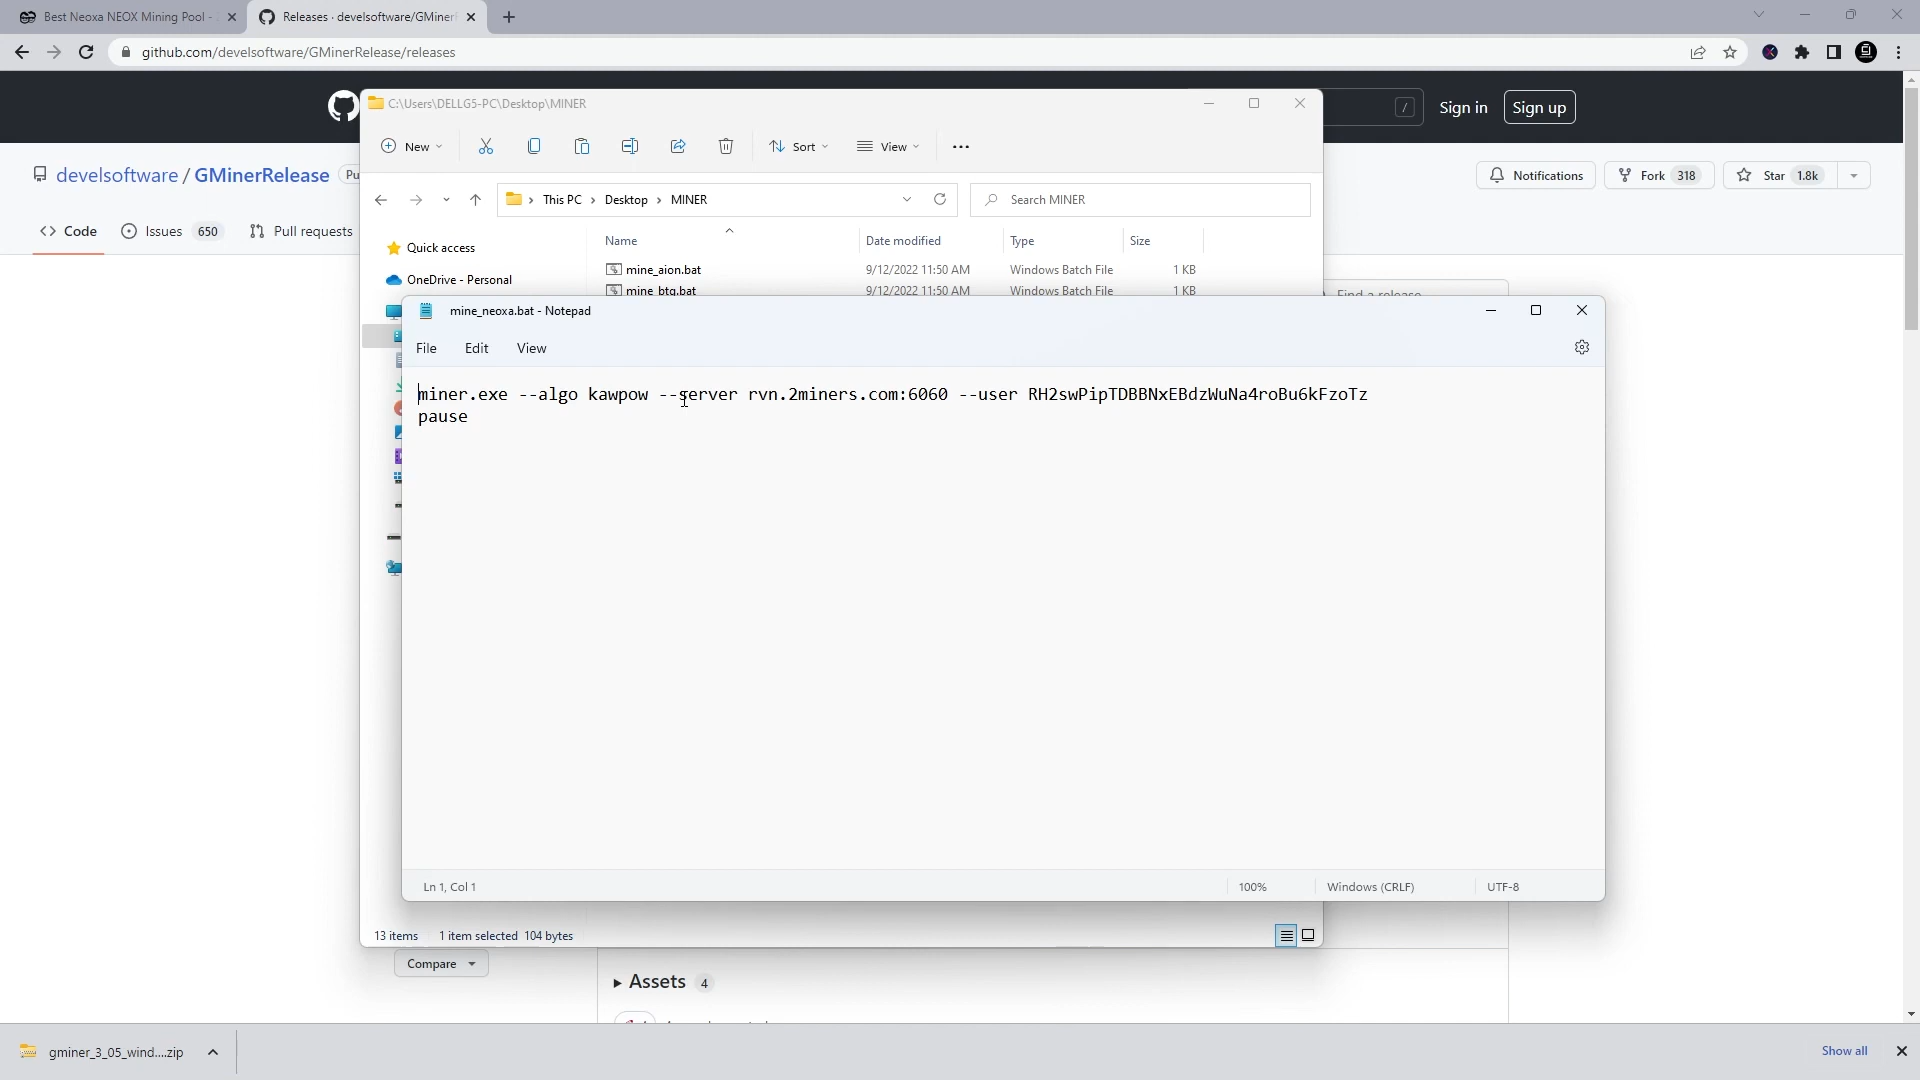 Best Neoxa NEOX Mining Pool -
Releases · develsoftware/GMinerR
github.com/develsoftware/GMinerRelease/releases
C:\Users\DELLG5-PC\Desktop\MINER
/
Sign in
Sign up
New
Sort
View
develsoftware / GMinerRelease
Pu
Notifications
Fork 318
Star 1.8k
This PC > Desktop > MINER
Search MINER
Code
Issues 650
Pull requests
Quick access
Name
Date modified
Type
Size
OneDrive - Personal
mine_aion.bat 9/12/2022 11:50 AM Windows Batch File 1 KB
mine_btg.bat 9/12/2022 11:50 AM Windows Batch File 1 KB
Find a release
mine_neoxa.bat - Notepad
File
Edit
View
miner.exe --algo kawpow --server rvn.2miners.com:6060 --user RH2swPipTDBBNxEBdzWuNa4roBu6kFzoTz
pause
Ln 1, Col 1
100%
Windows (CRLF)
UTF-8
13 items
1 item selected 104 bytes
Compare
Assets 4
gminer_3_05_wind....zip
Show all